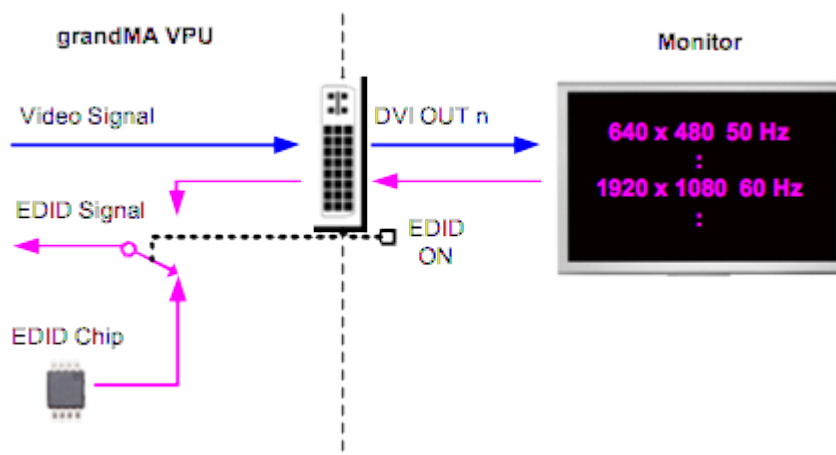 grandMA VPU
Monitor
Video Signal
DVI OUT n
640 x 480 50 Hz
:
1920 x 1080 60 Hz
:
EDID Signal
EDID
ON
EDID Chip